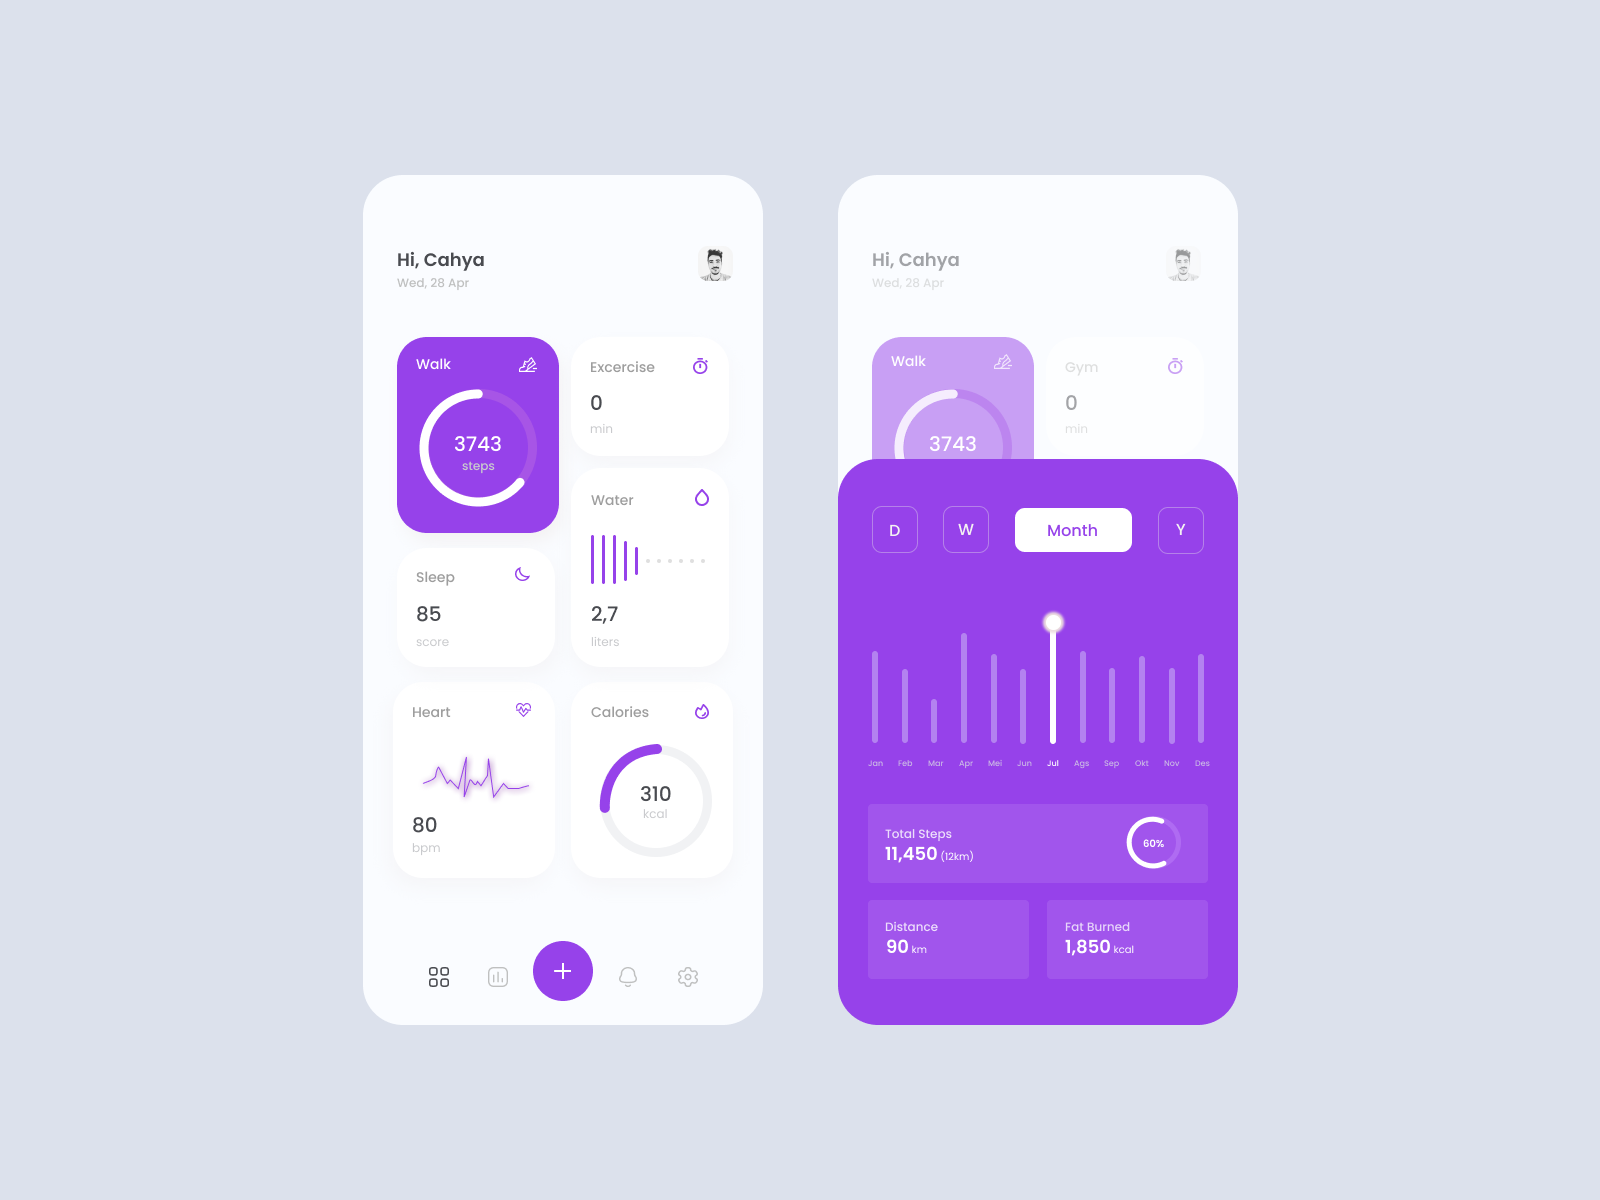 Hi, Cahya
Wed, 28 Apr
Walk
3743
steps
Excercise
0
min
Water
2,7
liters
Sleep
85
score
Heart
80
bpm
Calories
310
kcal
Hi, Cahya
Wed, 28 Apr
Walk
3743
Gym
0
min
D W Month Y
Jan Feb Mar Apr Mei Jun Jul Ags Sep Okt Nov Des
Total Steps
11,450 (12km)
60%
Distance
90 km
Fat Burned
1,850 kcal